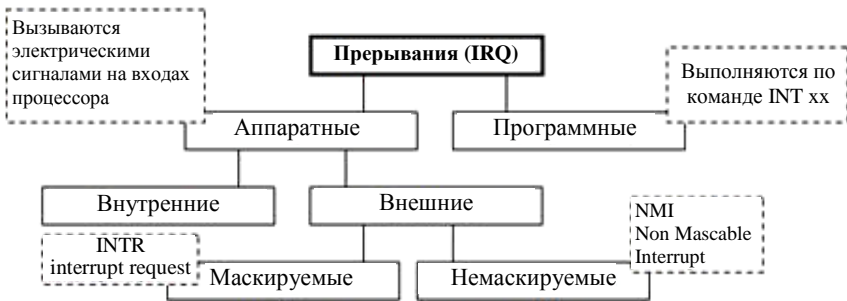 Вызываются
электрическими
сигналами на входах
процессора
Прерывания (IRQ)
Выполняются по
команде INT xx
Аппаратные
Программные
Внутренние
Внешние
NMI
Non Mascable
Interrupt
INTR
interrupt request
Маскируемые
Немаскируемые